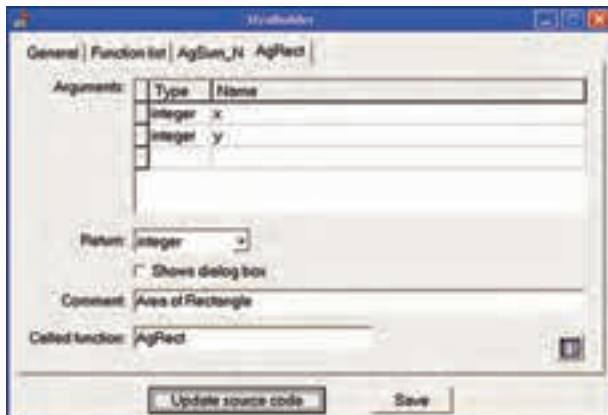 General Function list AgSum_N AgRect
Arguments:
Type Name
integer x
integer y
Return: integer
Shows dialog box
Comment: Area of Rectangle
Called function: AgRect
Update source code Save